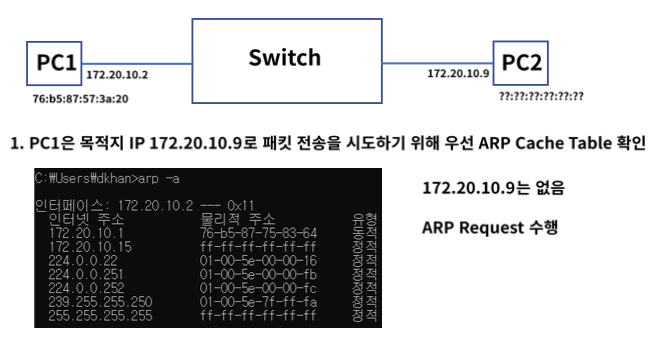 PC1
Switch
PC2
172.20.10.2
172.20.10.9
76:b5:87:57:3a:20
??:??:??:??:??:??
1. PC1은 목적지 IP 172.20.10.9로 패킷 전송을 시도하기 위해 우선 ARP Cache Table 확인
C:₩Users₩dkhan>arp -a
인터페이스: 172.20.10.2 --- 0x11
인터넷 주소 물리적 주소 유형
172.20.10.1 76-b5-87-75-83-64 동적
172.20.10.15 ff-ff-ff-ff-ff-ff 정적
224.0.0.22 01-00-5e-00-00-16 정적
224.0.0.251 01-00-5e-00-00-fb 정적
224.0.0.252 01-00-5e-00-00-fc 정적
239.255.255.250 01-00-5e-7f-ff-fa 정적
255.255.255.255 ff-ff-ff-ff-ff-ff 정적
172.20.10.9는 없음
ARP Request 수행